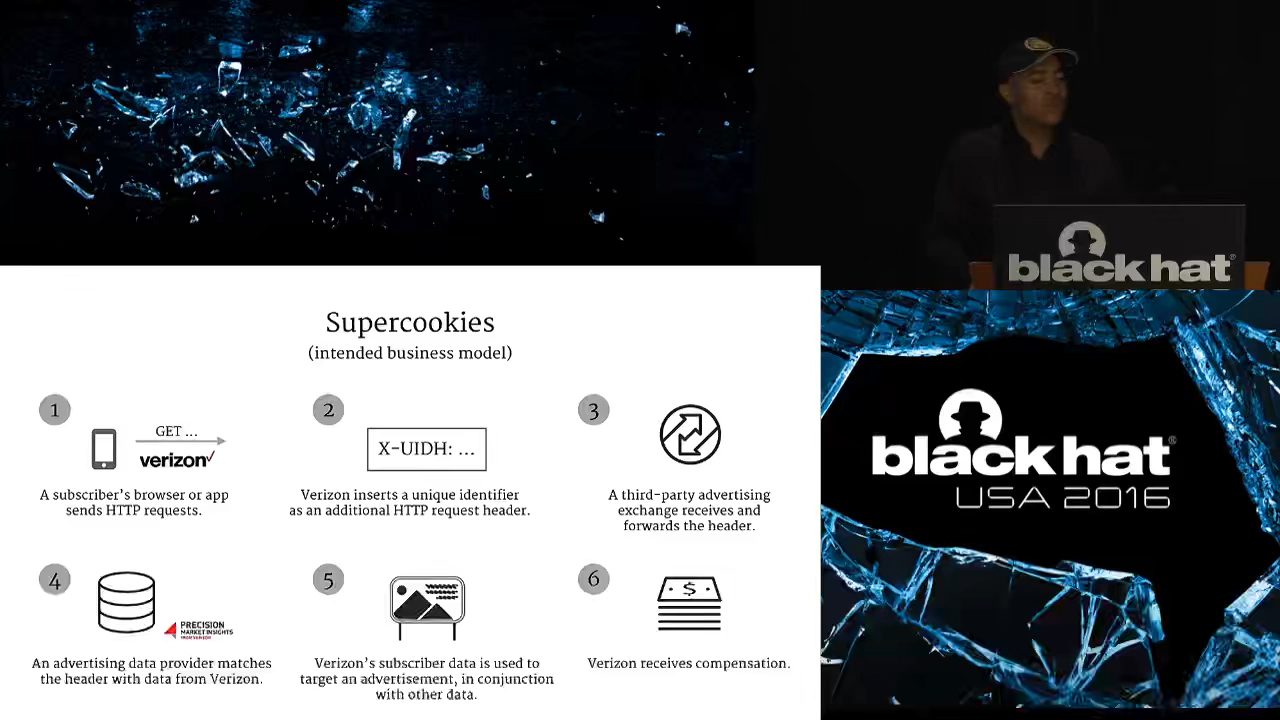 black hat®
Supercookies
(intended business model)
1
GET ...
verizon✓
A subscriber's browser or app
sends HTTP requests.
2
X-UIDH: ...
Verizon inserts a unique identifier
as an additional HTTP request header.
3
A third-party advertising
exchange receives and
forwards the header.
4
PRECISION
MARKET INSIGHTS
FROM VERIZON
An advertising data provider matches
the header with data from Verizon.
5
Verizon's subscriber data is used to
target an advertisement, in conjunction
with other data.
6
$
Verizon receives compensation.
black hat®
USA 2016